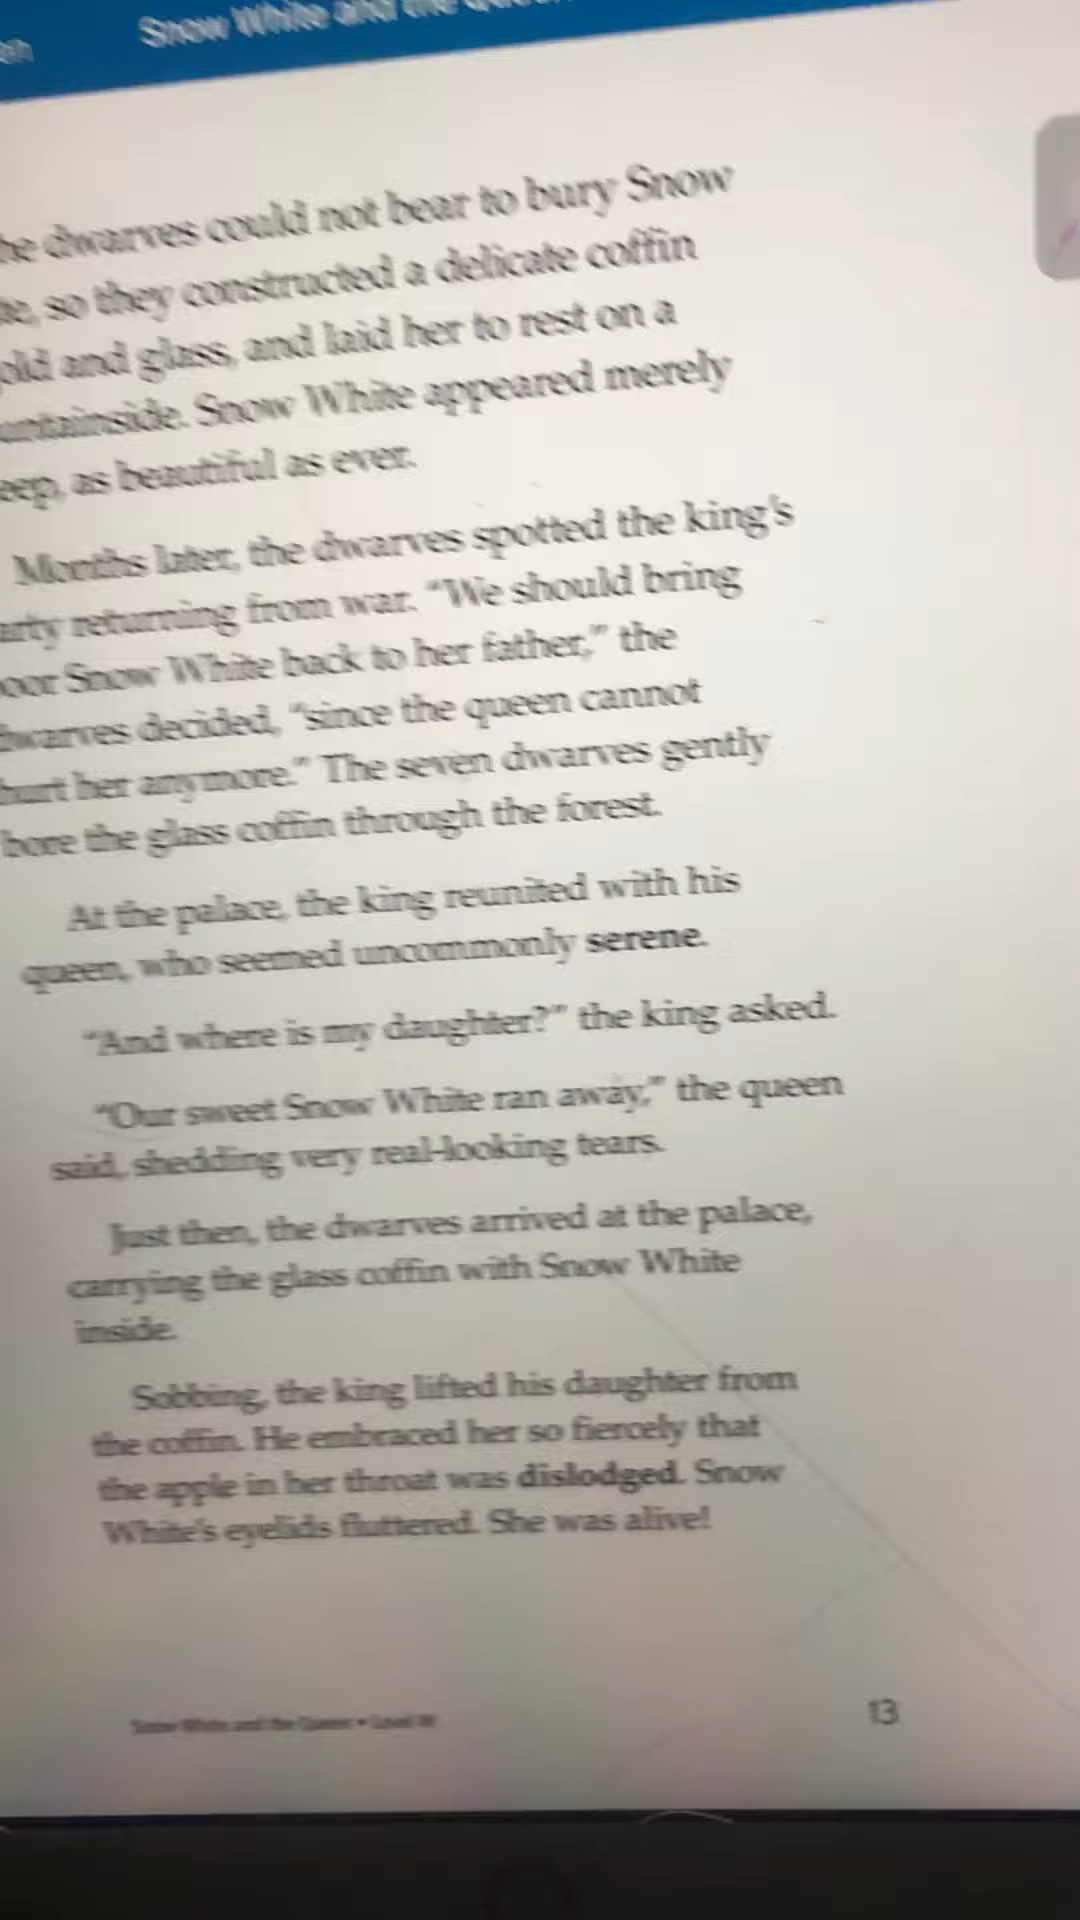 Snow White and the
he dwarves could not bear to bury Snow
te, so they constructed a delicate coffin
old and glass, and laid her to rest on a
untainside. Snow White appeared merely
eep, as beautiful as ever.
Months later, the dwarves spotted the king's
arty returning from war. "We should bring
oor Snow White back to her father," the
dwarves decided, "since the queen cannot
hurt her anymore." The seven dwarves gently
bore the glass coffin through the forest.
At the palace, the king reunited with his
queen, who seemed uncommonly serene.
"And where is my daughter?" the king asked.
"Our sweet Snow White ran away," the queen
said, shedding very real-looking tears.
Just then, the dwarves arrived at the palace,
carrying the glass coffin with Snow White
inside.
Sobbing, the king lifted his daughter from
the coffin. He embraced her so fiercely that
the apple in her throat was dislodged. Snow
White's eyelids fluttered. She was alive!
Snow White and the Queen • Level
13